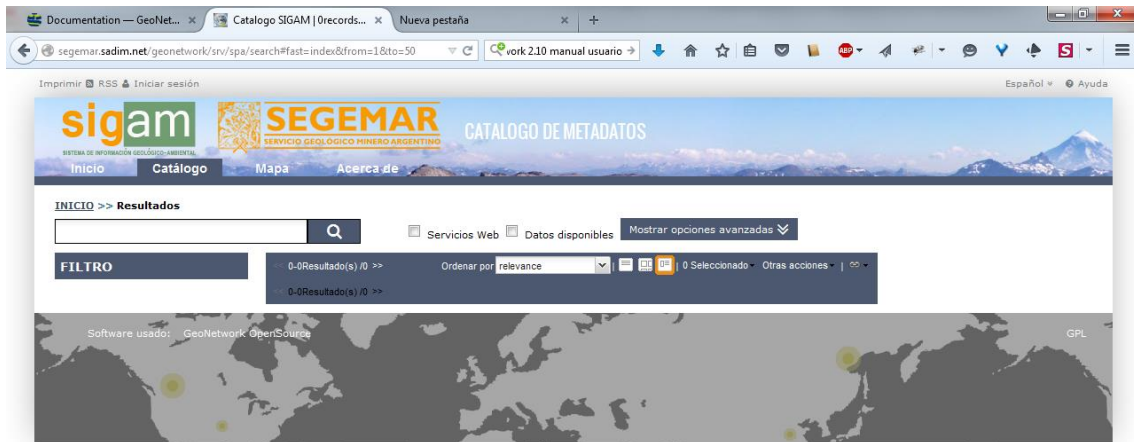 Documentation — GeoNet... Catalogo SIGAM | 0records... Nueva pestaña
segemar.sadim.net/geonetwork/srv/spa/search#fast=index&from=1&to=50 vork 2.10 manual usuario ABP S
Imprimir RSS Iniciar sesión Español Ayuda
sigam SEGEMAR CATALOGO DE METADATOS
SISTEMA DE INFORMACIÓN GEOLÓGICO-AMBIENTAL SERVICIO GEOLÓGICO MINERO ARGENTINO
Inicio Catálogo Mapa Acerca de
INICIO >> Resultados
Servicios Web Datos disponibles Mostrar opciones avanzadas
FILTRO << 0-0Resultado(s) /0 >> Ordenar por relevance | | 0 Seleccionado Otras acciones |
<< 0-0Resultado(s) /0 >>
Software usado: GeoNetwork OpenSource GPL